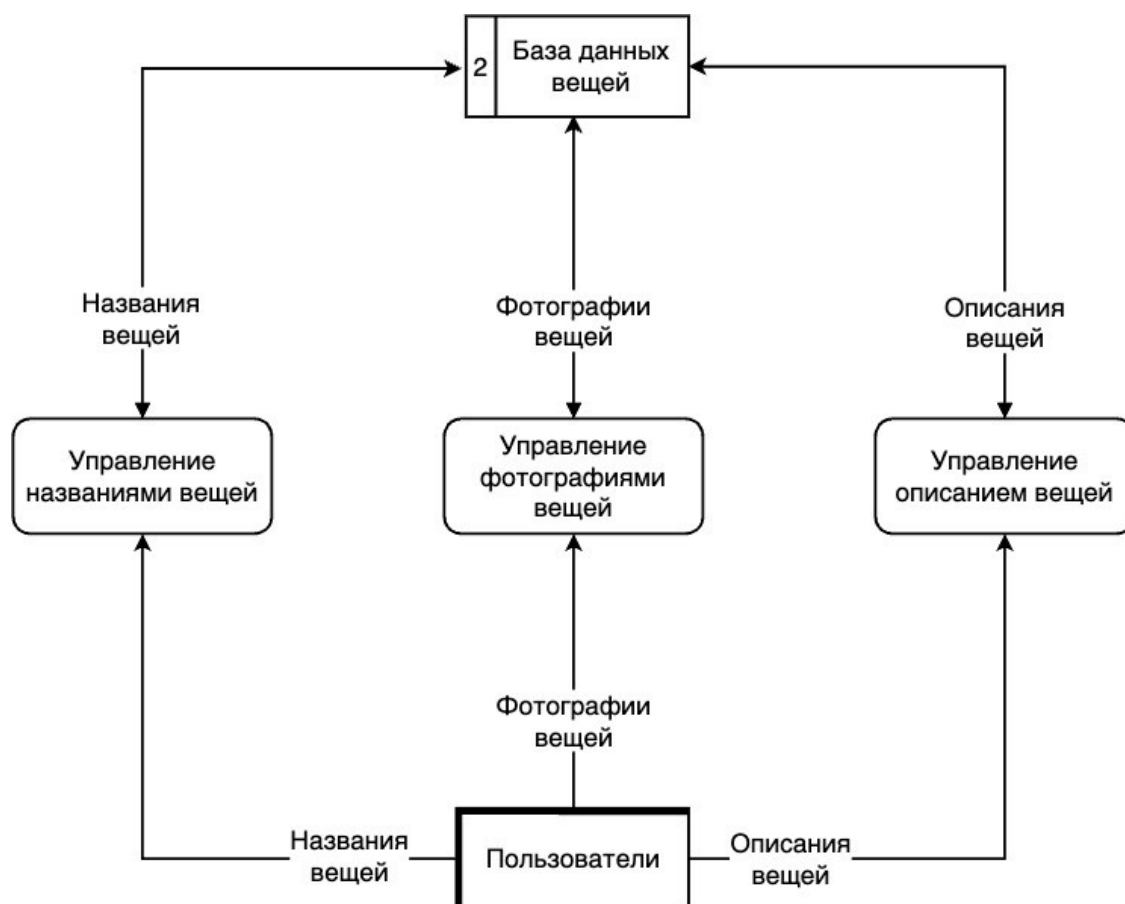 2
База данных
вещей
Названия
вещей
Фотографии
вещей
Описания
вещей
Управление
названиями вещей
Управление
фотографиями
вещей
Управление
описанием вещей
Фотографии
вещей
Названия
вещей
Пользователи
Описания
вещей